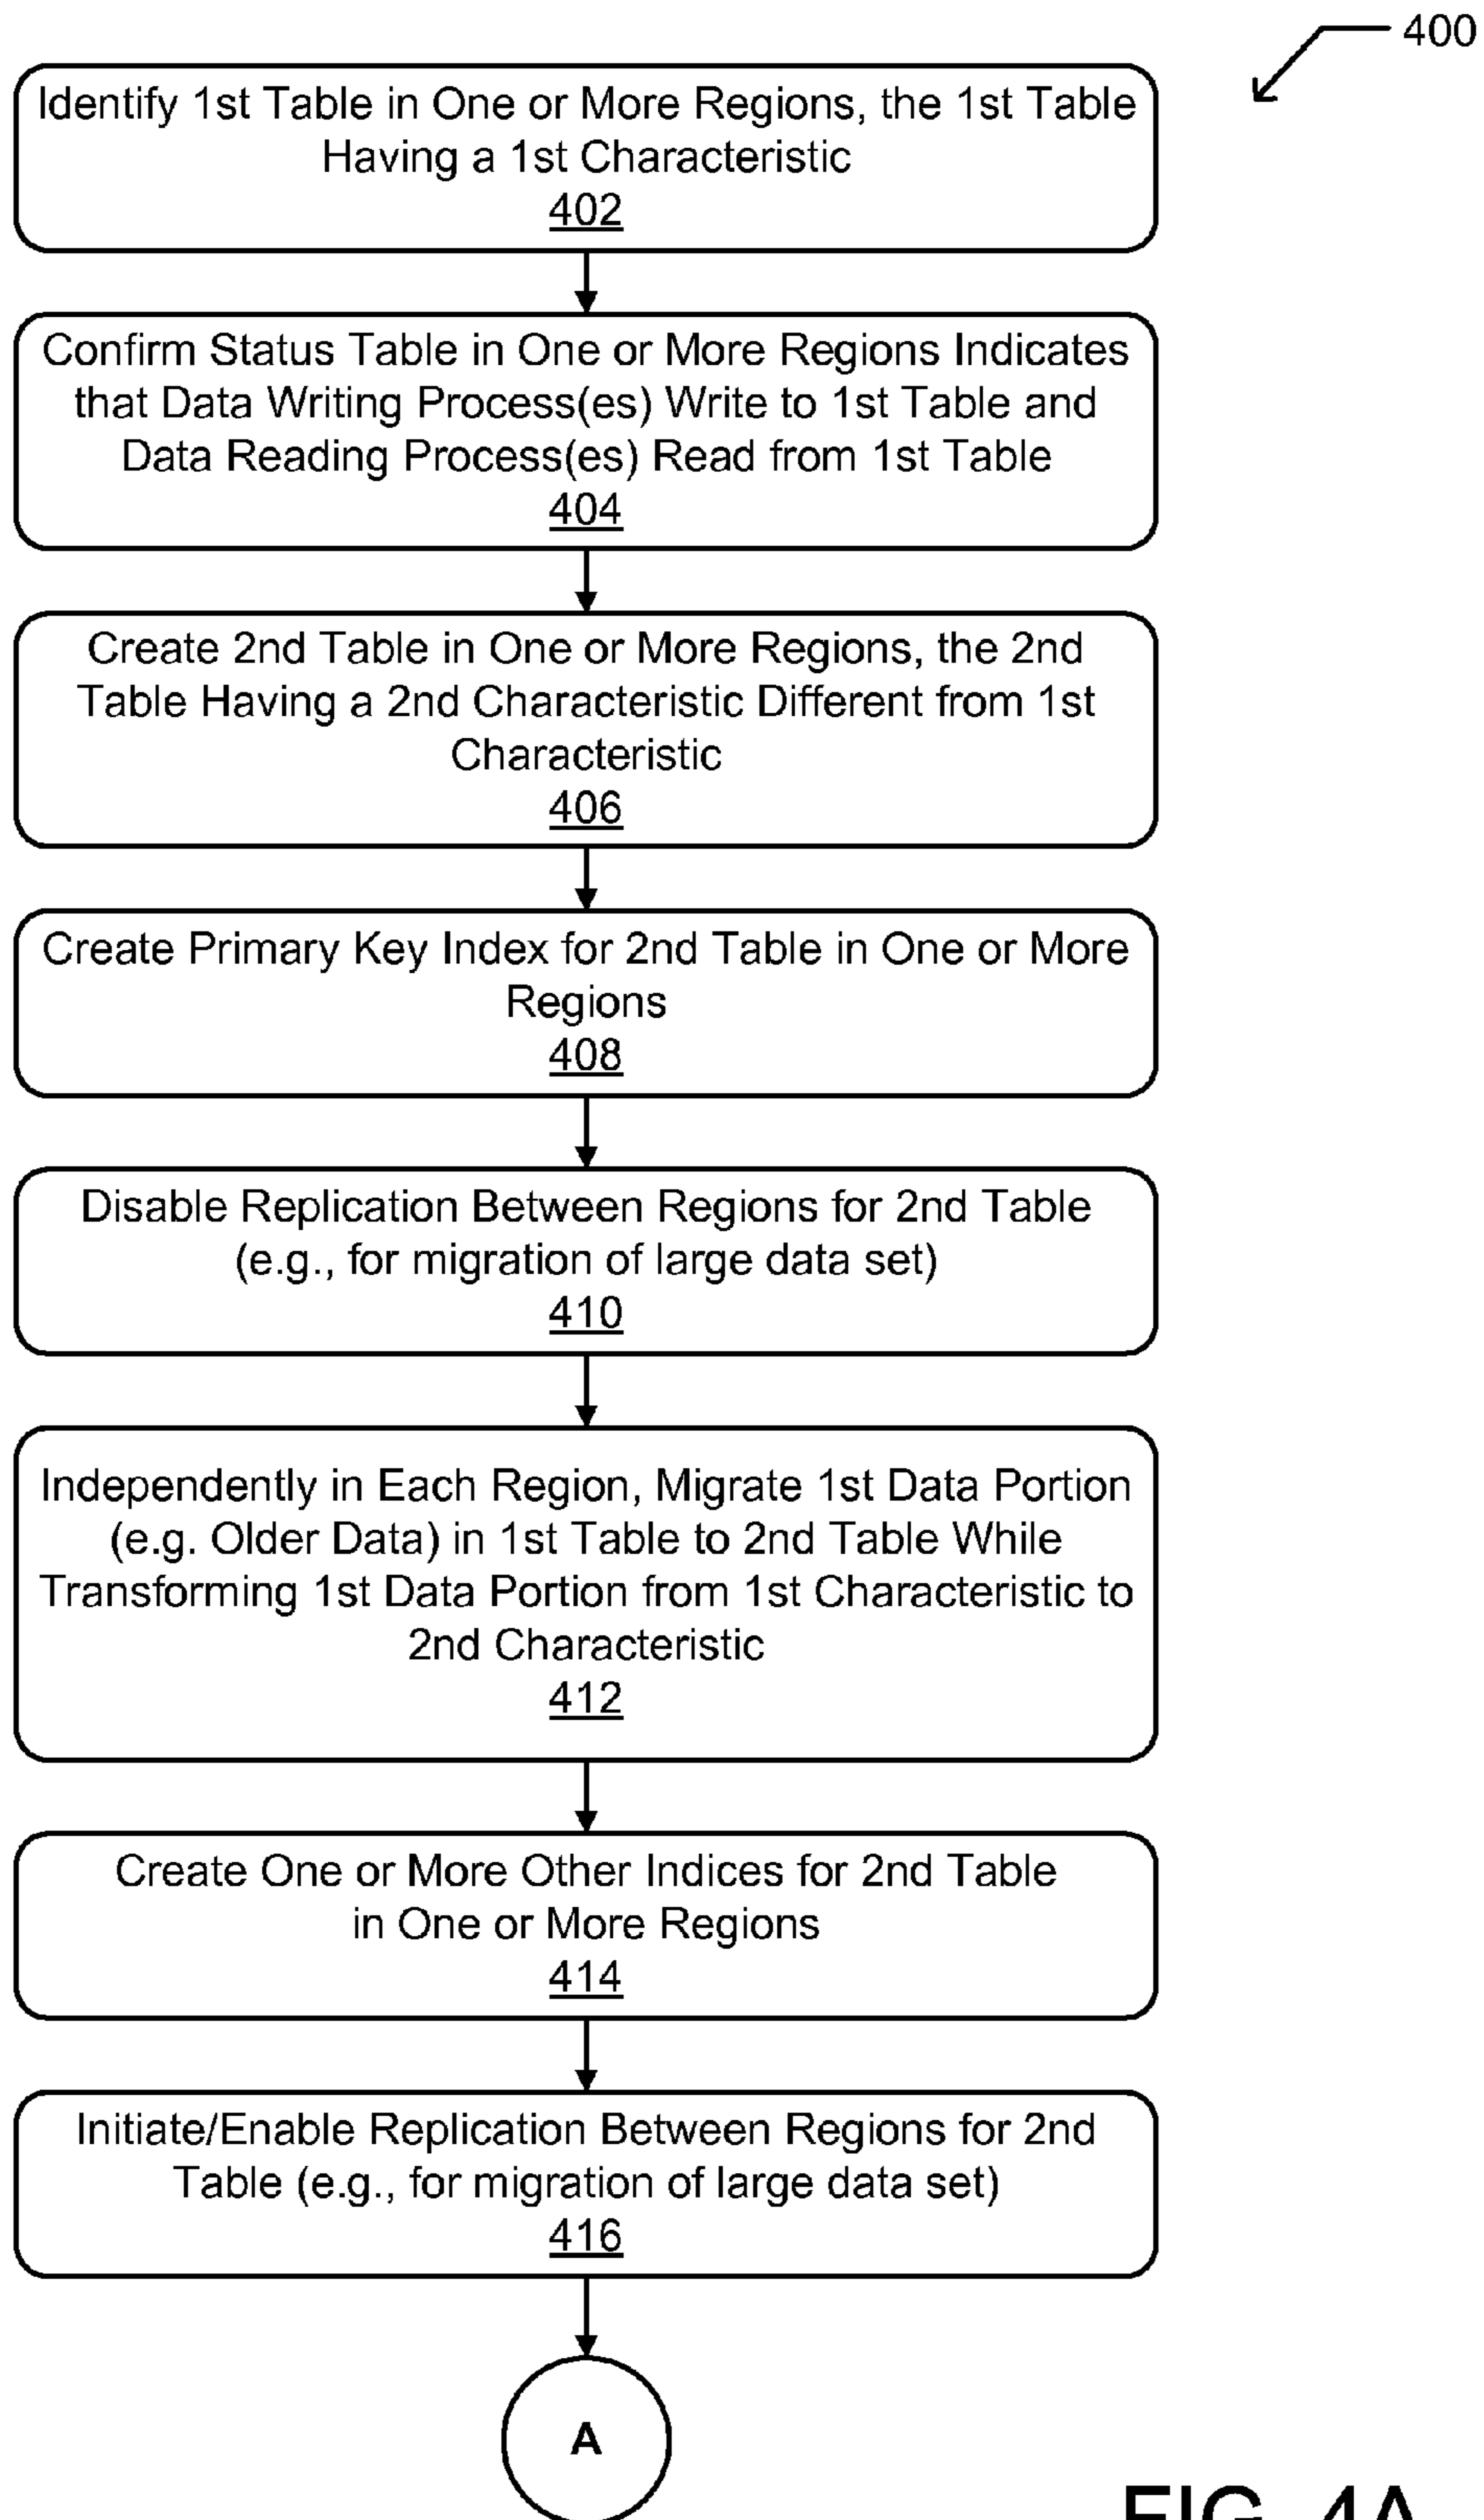 400
Identify 1st Table in One or More Regions, the 1st Table
Having a 1st Characteristic
402
Confirm Status Table in One or More Regions Indicates
that Data Writing Process(es) Write to 1st Table and
Data Reading Process(es) Read from 1st Table
404
Create 2nd Table in One or More Regions, the 2nd
Table Having a 2nd Characteristic Different from 1st
Characteristic
406
Create Primary Key Index for 2nd Table in One or More
Regions
408
Disable Replication Between Regions for 2nd Table
(e.g., for migration of large data set)
410
Independently in Each Region, Migrate 1st Data Portion
(e.g. Older Data) in 1st Table to 2nd Table While
Transforming 1st Data Portion from 1st Characteristic to
2nd Characteristic
412
Create One or More Other Indices for 2nd Table
in One or More Regions
414
Initiate/Enable Replication Between Regions for 2nd
Table (e.g., for migration of large data set)
416
A
FIG. 4A